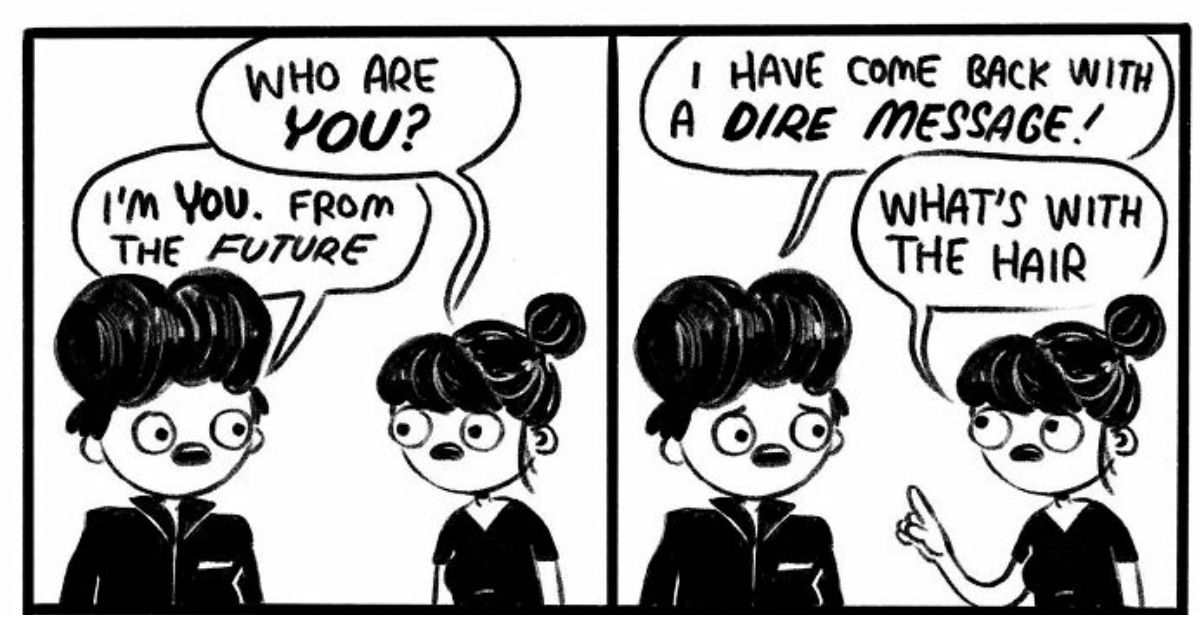 WHO ARE
YOU?
I'M YOU. FROM
THE FUTURE
I HAVE COME BACK WITH
A DIRE MESSAGE!
WHAT'S WITH
THE HAIR